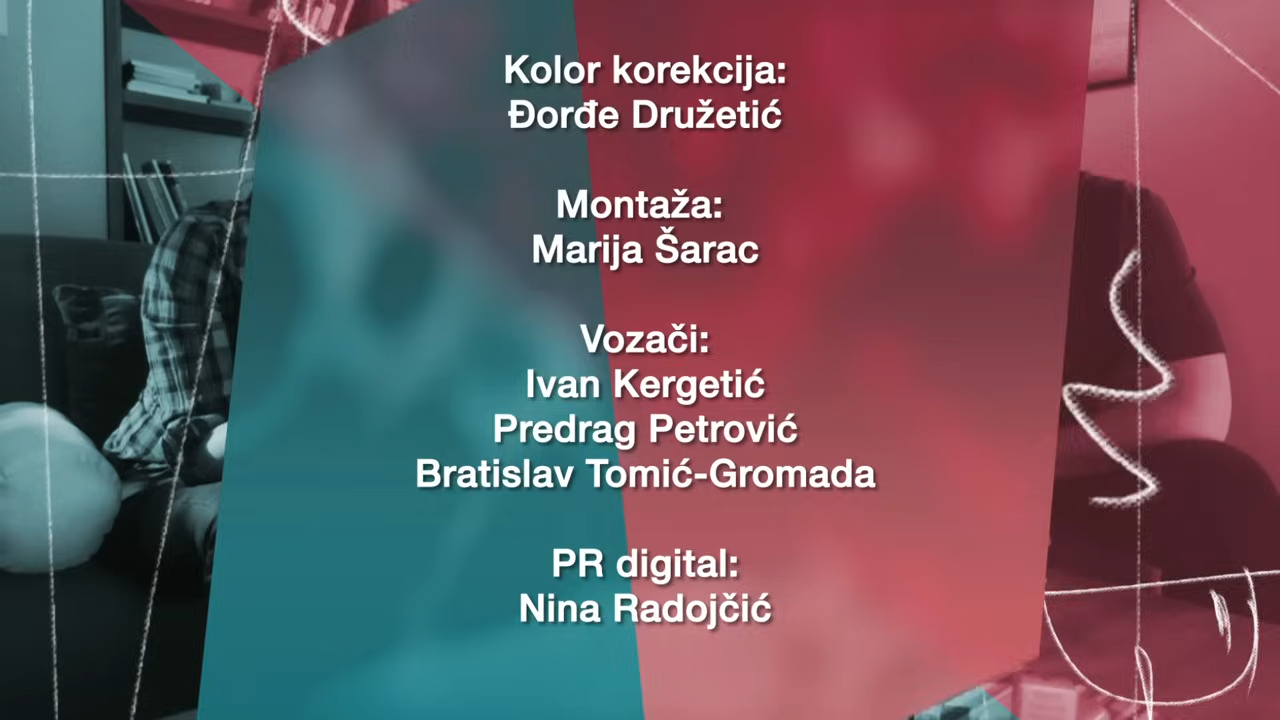 Kolor korekcija:
Đorđe Družetić
Montaža:
Marija Šarac
Vozači:
Ivan Kergetić
Predrag Petrović
Bratislav Tomić-Gromada
PR digital:
Nina Radojčić